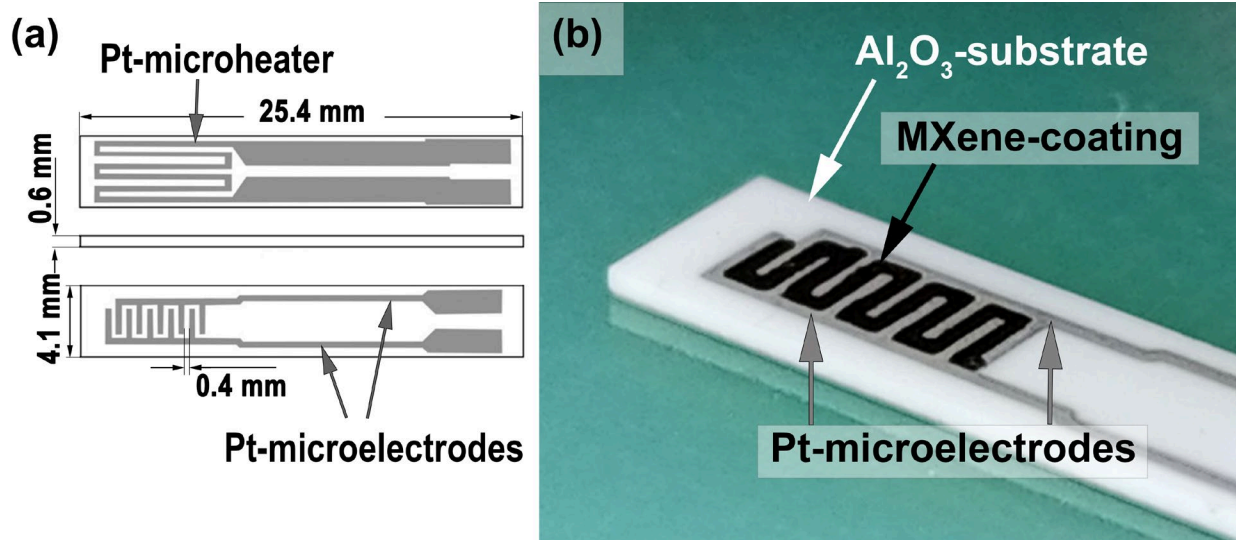 (a)
Pt-microheater
25.4 mm
0.6 mm
4.1 mm
0.4 mm
Pt-microelectrodes
(b)
Al₂O₃-substrate
MXene-coating
Pt-microelectrodes